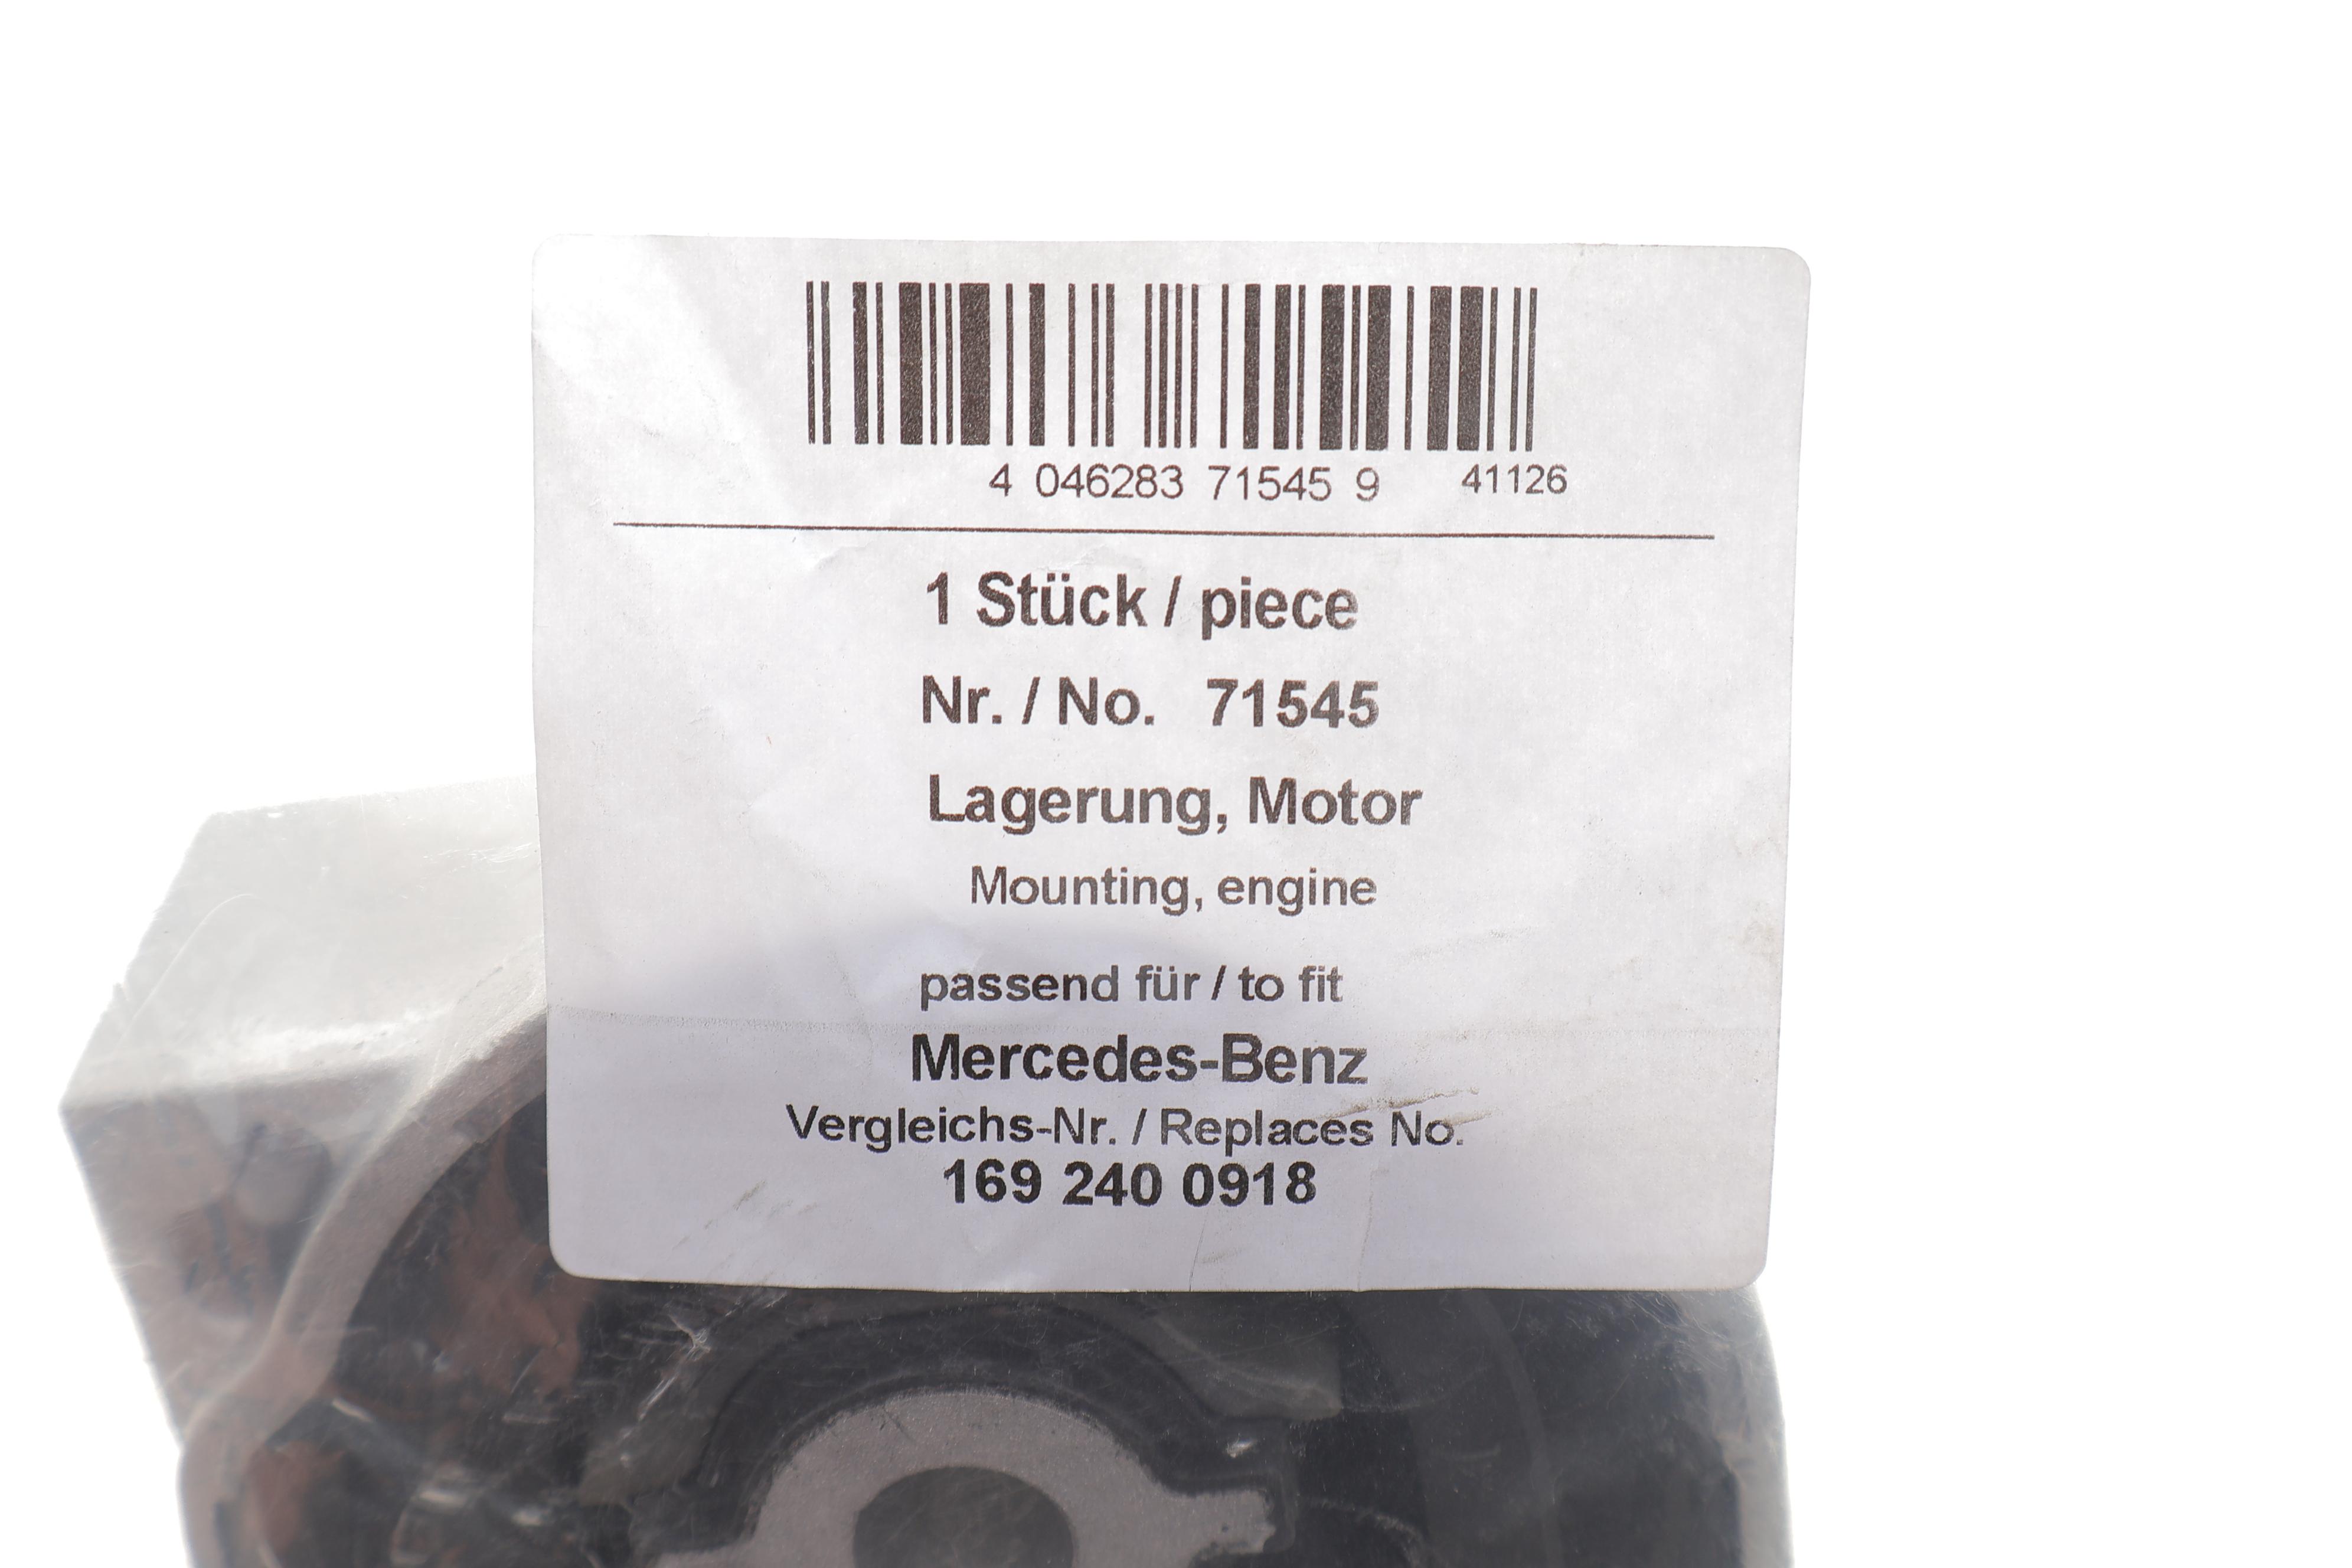 4 046283 71545 9 41126
1 Stück / piece
Nr. / No. 71545
Lagerung, Motor
Mounting, engine
passend für / to fit
Mercedes-Benz
Vergleichs-Nr. / Replaces No.
169 240 0918